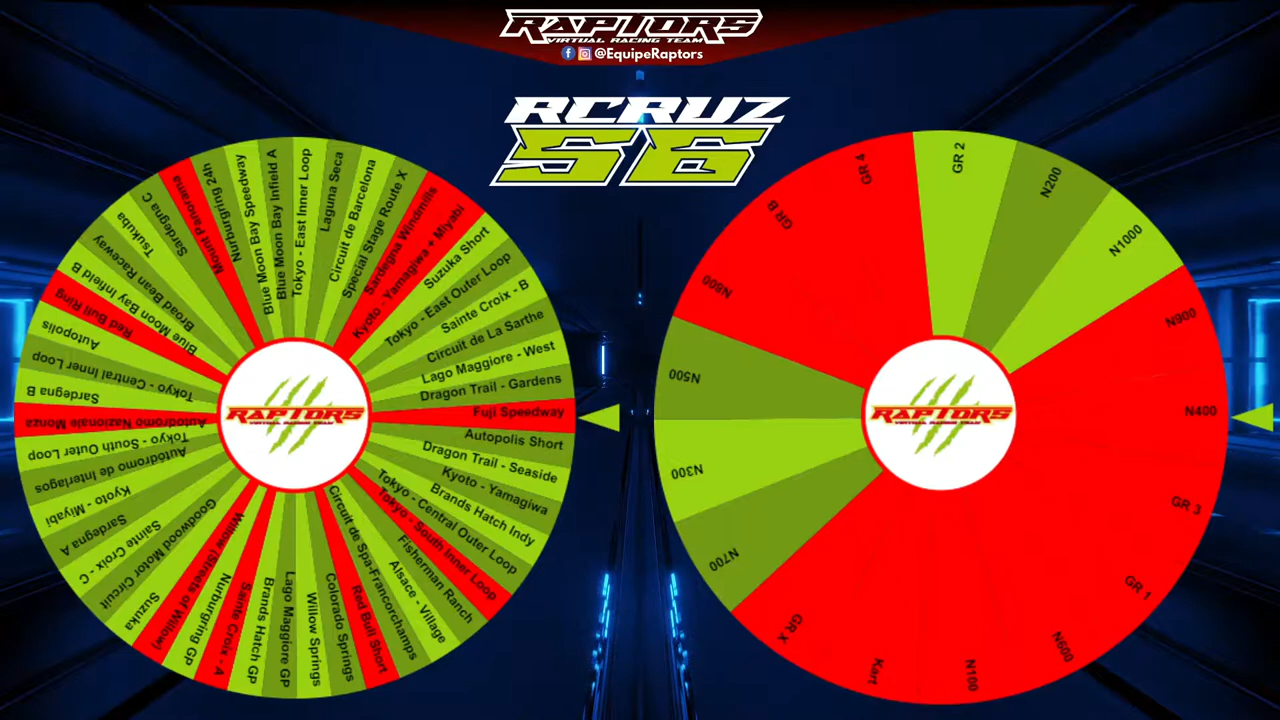 RAPTORS
VIRTUAL RACING TEAM
@EquipeRaptors
RCRUZ
56
Tokyo - East Inner Loop
Laguna Seca
Circuit de Barcelona
Special Stage Route X
Sardegna Windmills
Kyoto - Yamagiwa + Miyabi
Suzuka Short
Tokyo - East Outer Loop
Sainte Croix - B
Circuit de La Sarthe
Lago Maggiore - West
Dragon Trail - Gardens
Fuji Speedway
Autopolis Short
Dragon Trail - Seaside
Kyoto - Yamagiwa
Brands Hatch Indy
Tokyo - Central Outer Loop
Tokyo - South Inner Loop
Fisherman Ranch
Alsace - Village
Circuit de Spa-Francorchamps
Red Bull Short
Colorado Springs
Willow Springs
Lago Maggiore GP
Brands Hatch GP
Sainte Croix - A
Nurburgring GP
Willow (Streets of Willow)
Suzuka
Goodwood Motor Circuit
Sainte Croix - C
Sardegna A
Kyoto - Miyabi
Autódromo de Interlagos
Tokyo - South Outer Loop
Autodromo Nazionale Monza
Sardegna B
Tokyo - Central Inner Loop
Autopolis
Red Bull Ring
Blue Moon Bay Infield B
Broad Bean Raceway
Tsukuba
Sardegna C
Mount Panorama
Nurburgring 24h
Blue Moon Bay Speedway
Blue Moon Bay Infield A
RAPTORS
VIRTUAL RACING TEAM
GR 2
N200
N1000
N900
N400
GR 3
GR 1
N600
N100
Kart
GR X
N700
N300
N500
N800
GR B
GR 4
RAPTORS
VIRTUAL RACING TEAM